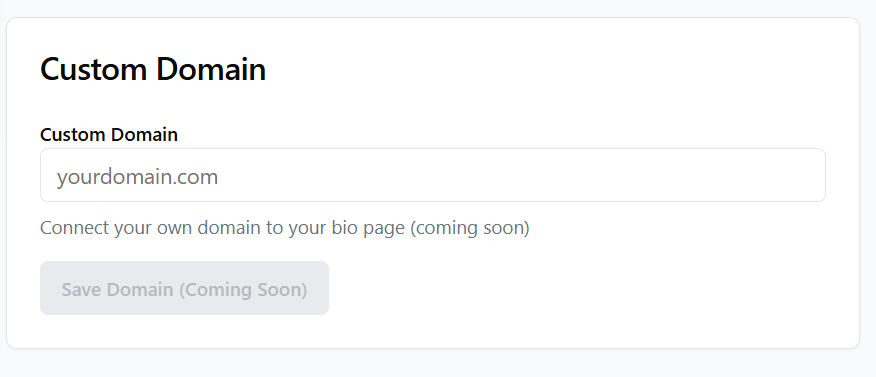 Custom Domain
Custom Domain
yourdomain.com
Connect your own domain to your bio page (coming soon)
Save Domain (Coming Soon)